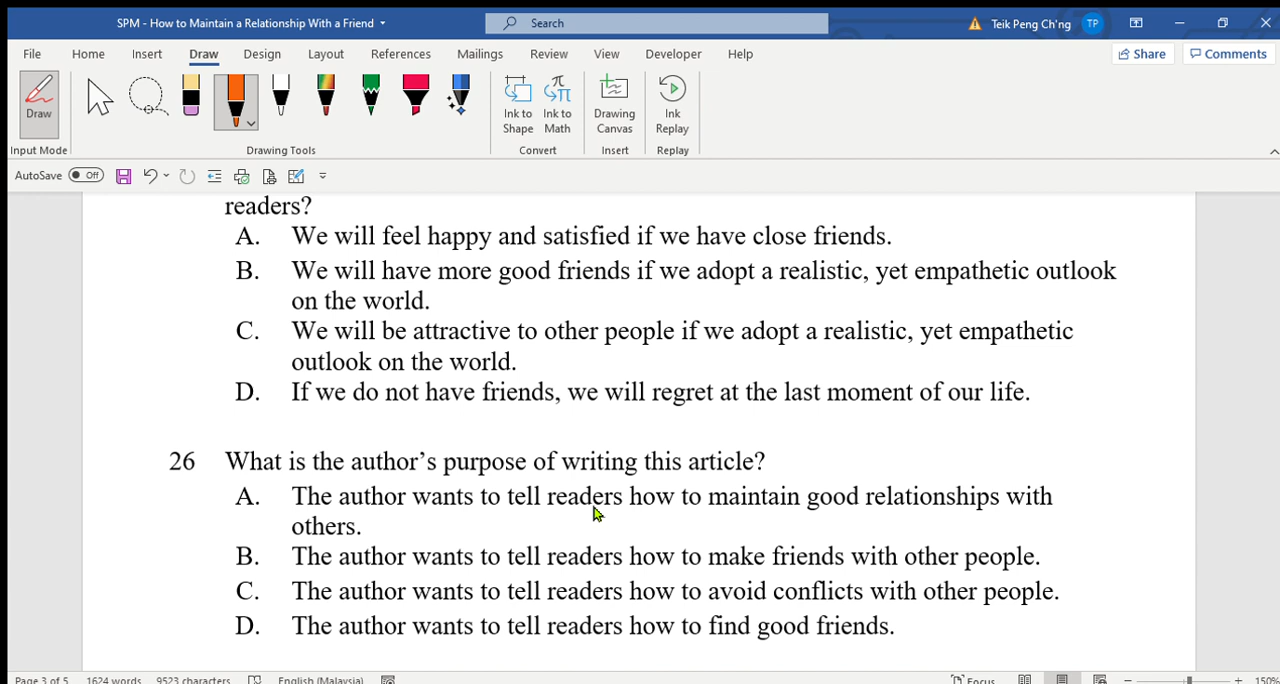 SPM - How to Maintain a Relationship With a Friend
Search
Teik Peng Ch'ng
TP
File Home Insert Draw Design Layout References Mailings Review View Developer Help
Share
Comments
Draw
Ink to Shape
Ink to Math
Drawing Canvas
Ink Replay
Input Mode
Drawing Tools
Convert
Insert
Replay
AutoSave Off
readers?
A. We will feel happy and satisfied if we have close friends.
B. We will have more good friends if we adopt a realistic, yet empathetic outlook
on the world.
C. We will be attractive to other people if we adopt a realistic, yet empathetic
outlook on the world.
D. If we do not have friends, we will regret at the last moment of our life.
26 What is the author’s purpose of writing this article?
A. The author wants to tell readers how to maintain good relationships with
others.
B. The author wants to tell readers how to make friends with other people.
C. The author wants to tell readers how to avoid conflicts with other people.
D. The author wants to tell readers how to find good friends.
Page 3 of 5 1624 words 9523 characters English (Malaysia) Focus 150%